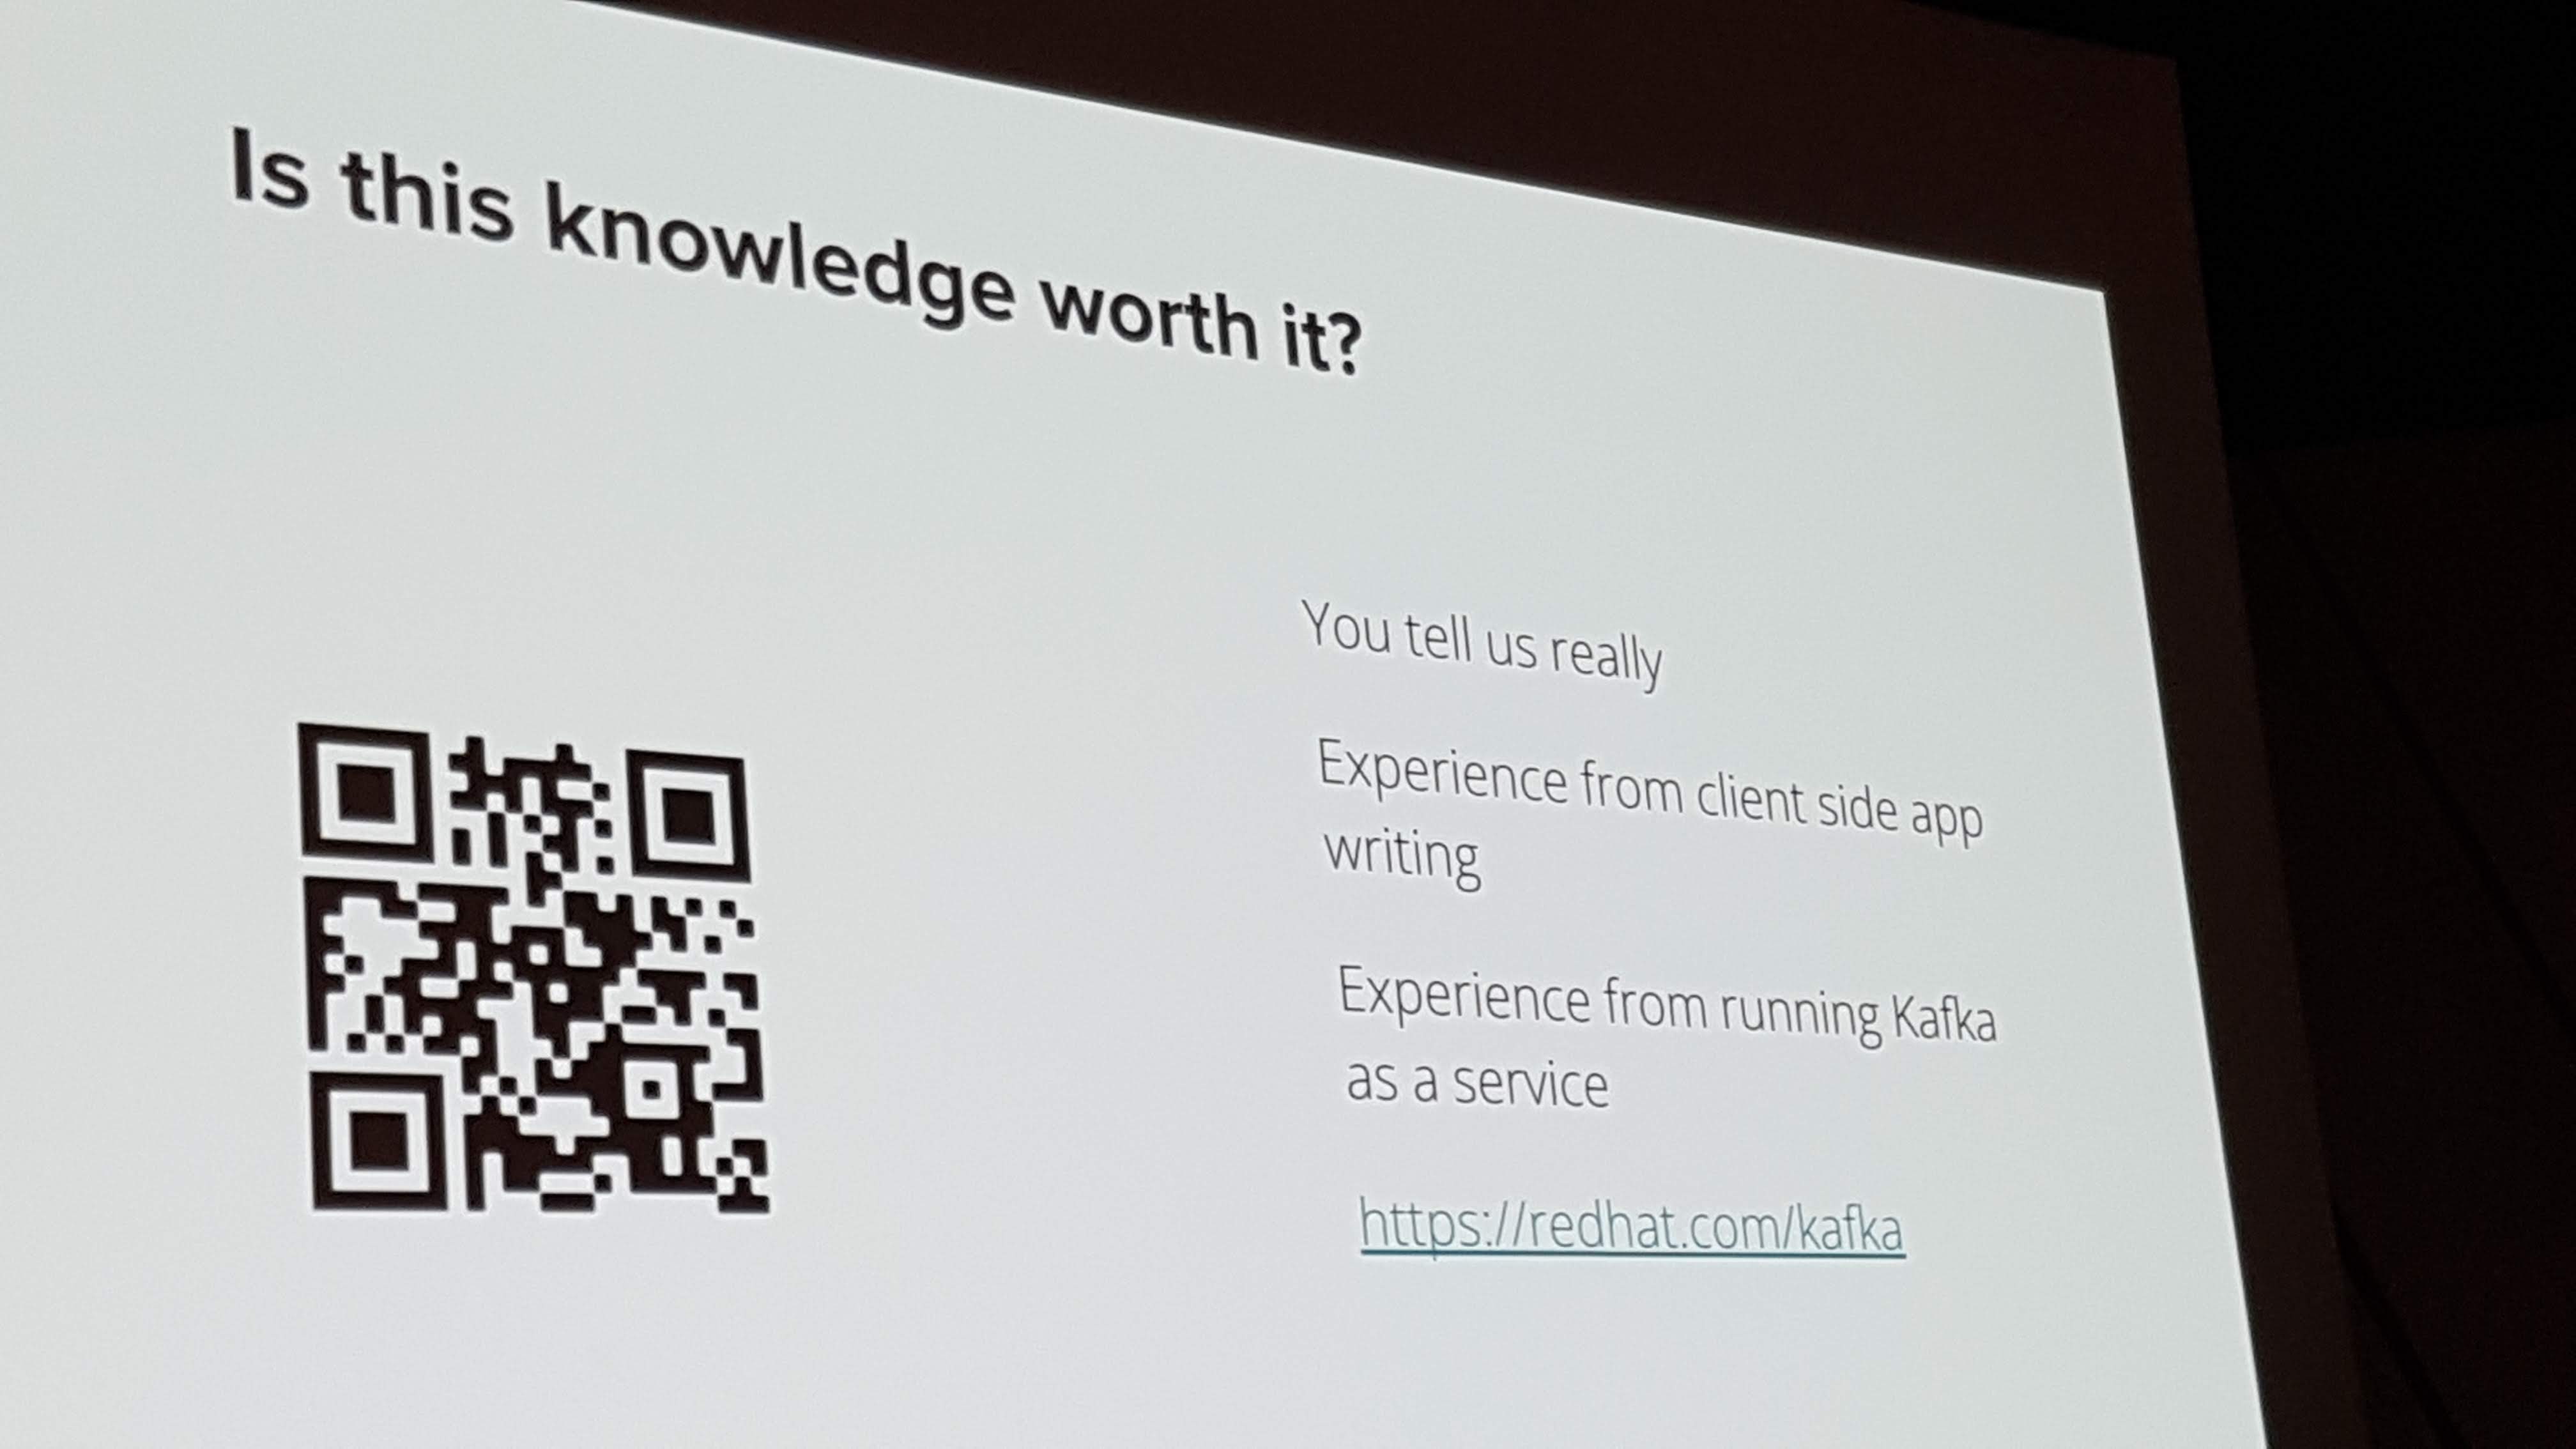 Is this knowledge worth it?
You tell us really
Experience from client side app
writing
Experience from running Kafka
as a service
https://redhat.com/kafka